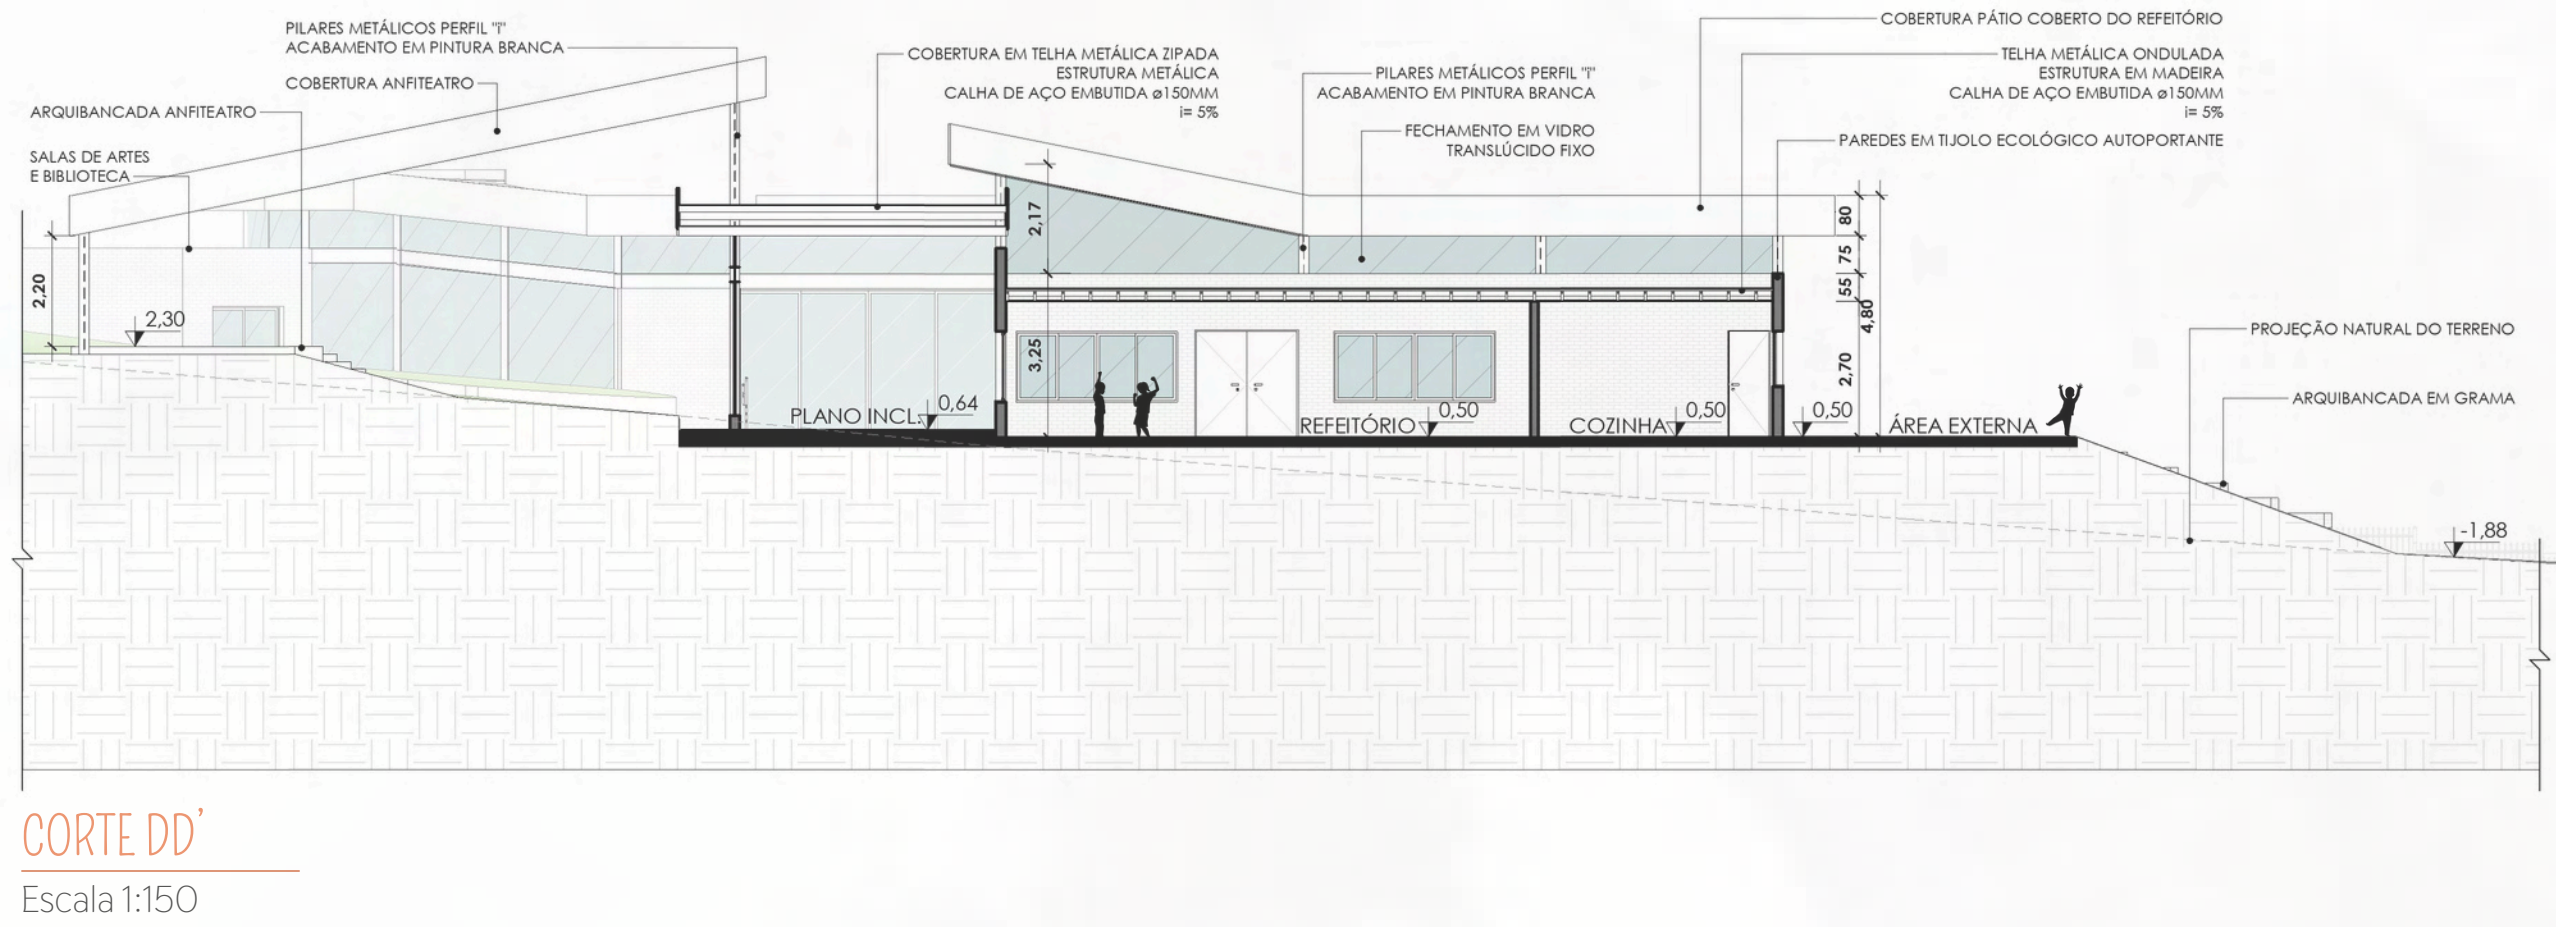 PILARES METÁLICOS PERFIL "i"
ACABAMENTO EM PINTURA BRANCA
COBERTURA ANFITEATRO
ARQUIBANCADA ANFITEATRO
SALAS DE ARTES
E BIBLIOTECA
COBERTURA EM TELHA METÁLICA ZIPADA
ESTRUTURA METÁLICA
CALHA DE AÇO EMBUTIDA ø150MM
i= 5%
PILARES METÁLICOS PERFIL "i"
ACABAMENTO EM PINTURA BRANCA
FECHAMENTO EM VIDRO
TRANSLÚCIDO FIXO
COBERTURA PÁTIO COBERTO DO REFEITÓRIO
TELHA METÁLICA ONDULADA
ESTRUTURA EM MADEIRA
CALHA DE AÇO EMBUTIDA ø150MM
i= 5%
PAREDES EM TIJOLO ECOLÓGICO AUTOPORTANTE
PROJEÇÃO NATURAL DO TERRENO
ARQUIBANCADA EM GRAMA
2,20
2,30
2,17
3,25
80
75
55
4,80
2,70
PLANO INCL.
0,64
REFEITÓRIO
0,50
COZINHA
0,50
0,50
ÁREA EXTERNA
-1,88
CORTE DD'
Escala 1:150